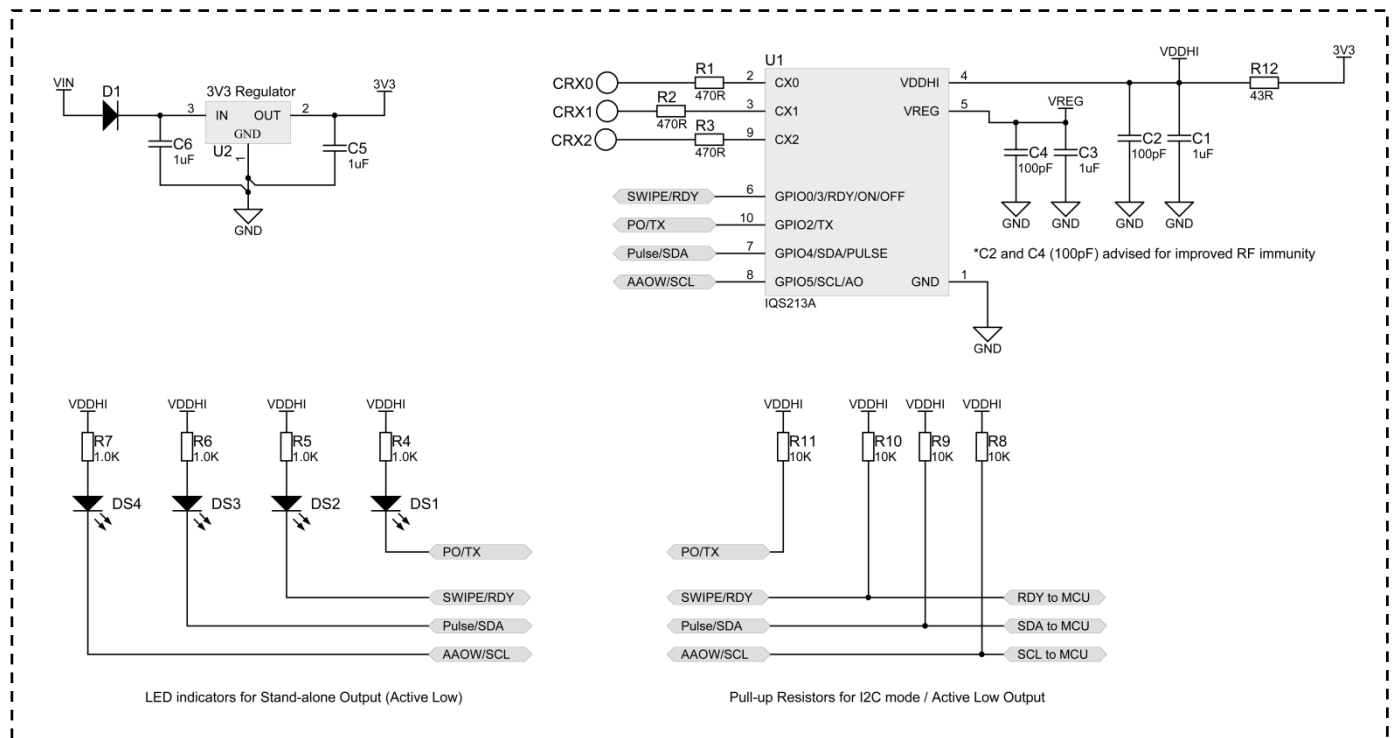 VIN
D1
3V3 Regulator
3V3
3
IN
OUT
2
GND
U2
1
C6
1uF
C5
1uF
GND
U1
CRX0
R1
470R
2
CX0
CRX1
R2
470R
3
CX1
CRX2
R3
470R
9
CX2
SWIPE/RDY
6
GPIO0/3/RDY/ON/OFF
PO/TX
10
GPIO2/TX
Pulse/SDA
7
GPIO4/SDA/PULSE
AAOW/SCL
8
GPIO5/SCL/AO
IQS213A
VDDHI
4
VREG
5
GND
1
GND
VREG
C4
100pF
C3
1uF
VDDHI
C2
100pF
C1
1uF
R12
43R
3V3
GND
GND
GND
GND
*C2 and C4 (100pF) advised for improved RF immunity
VDDHI
VDDHI
VDDHI
VDDHI
R7
1.0K
R6
1.0K
R5
1.0K
R4
1.0K
DS4
DS3
DS2
DS1
PO/TX
SWIPE/RDY
Pulse/SDA
AAOW/SCL
LED indicators for Stand-alone Output (Active Low)
VDDHI
VDDHI
VDDHI
VDDHI
R11
10K
R10
10K
R9
10K
R8
10K
PO/TX
SWIPE/RDY
RDY to MCU
Pulse/SDA
SDA to MCU
AAOW/SCL
SCL to MCU
Pull-up Resistors for I2C mode / Active Low Output